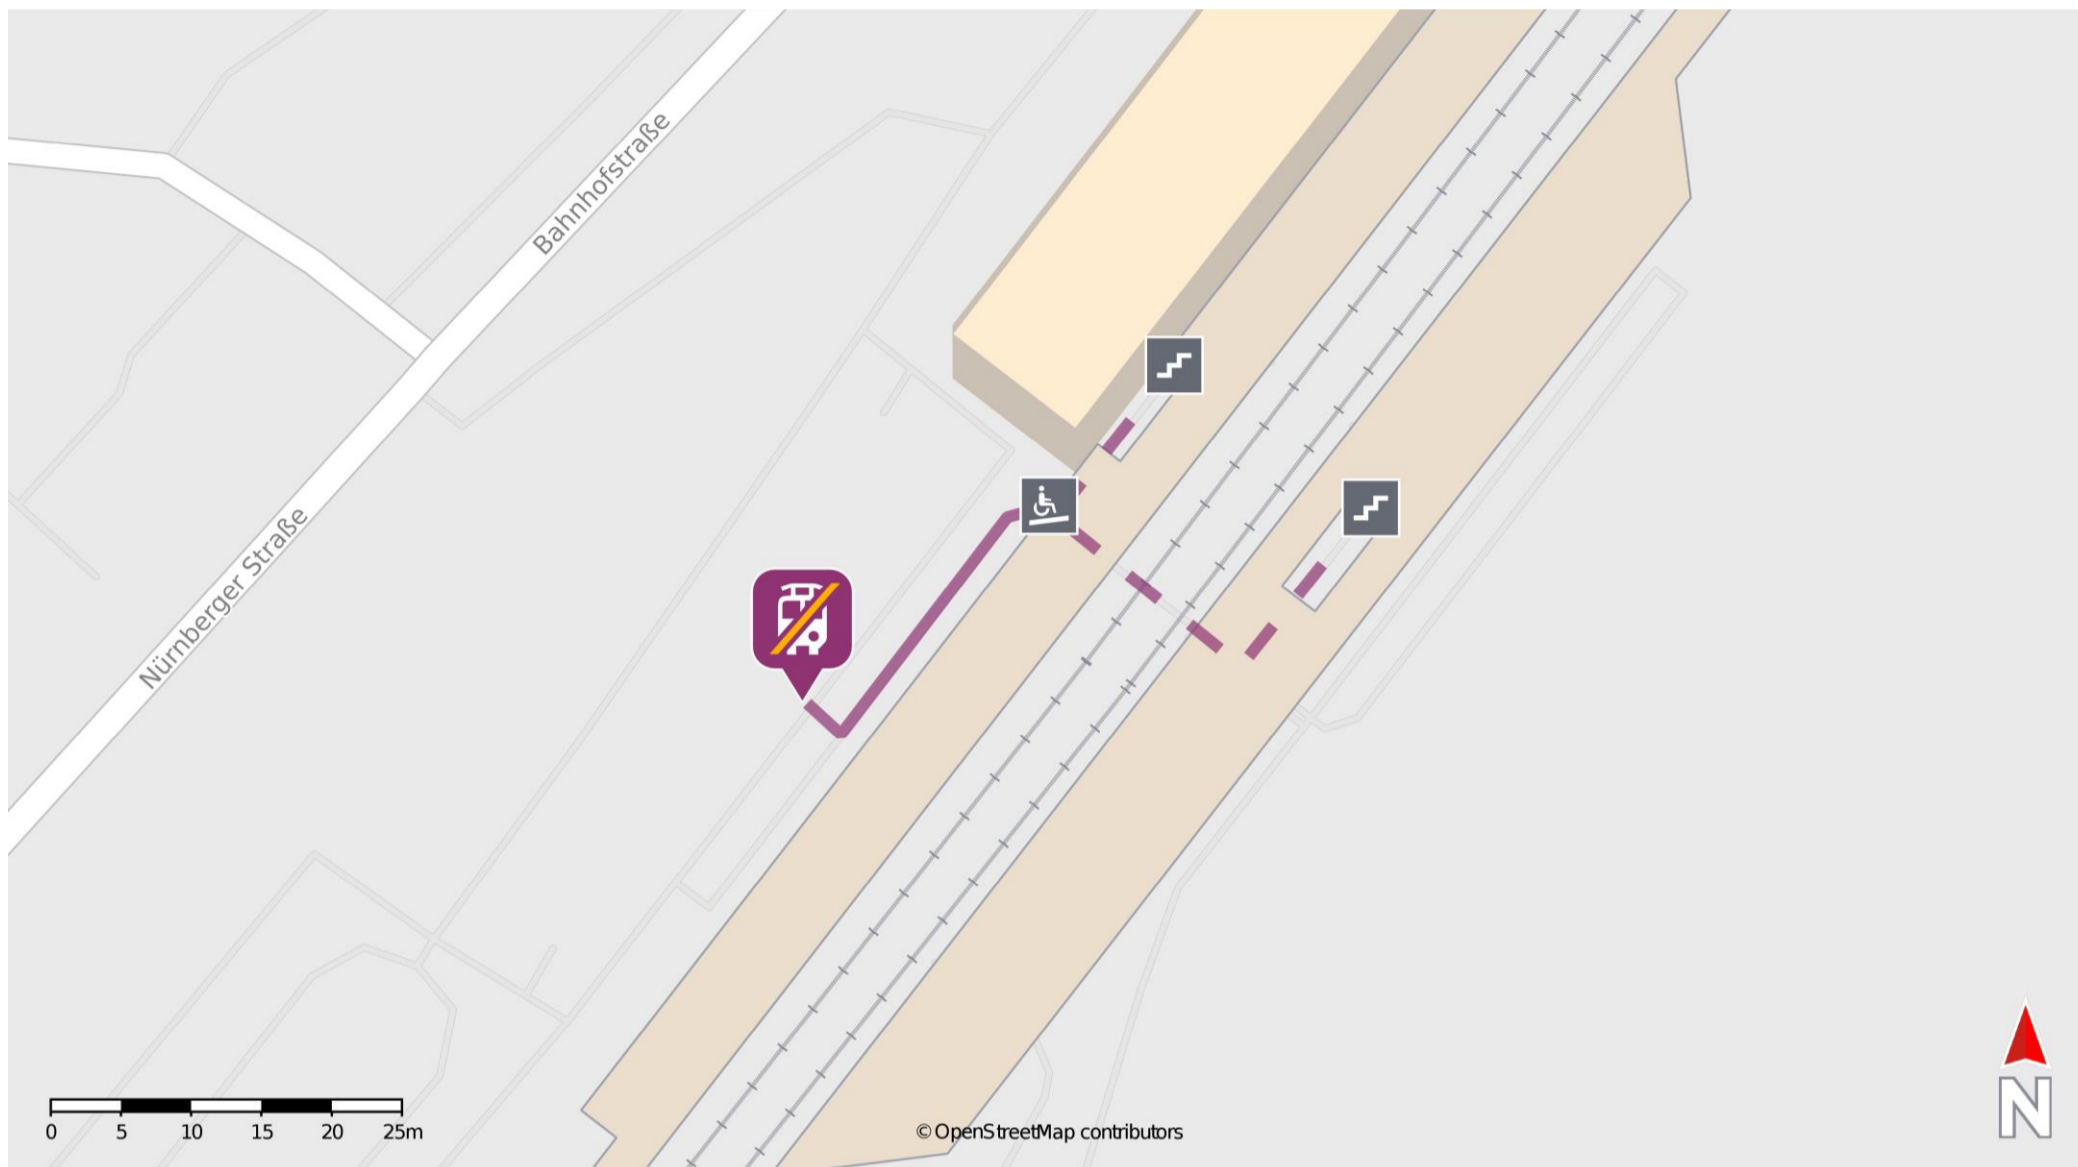 Bahnhofstraße
Nürnberger Straße
0 5 10 15 20 25m
© OpenStreetMap contributors
N